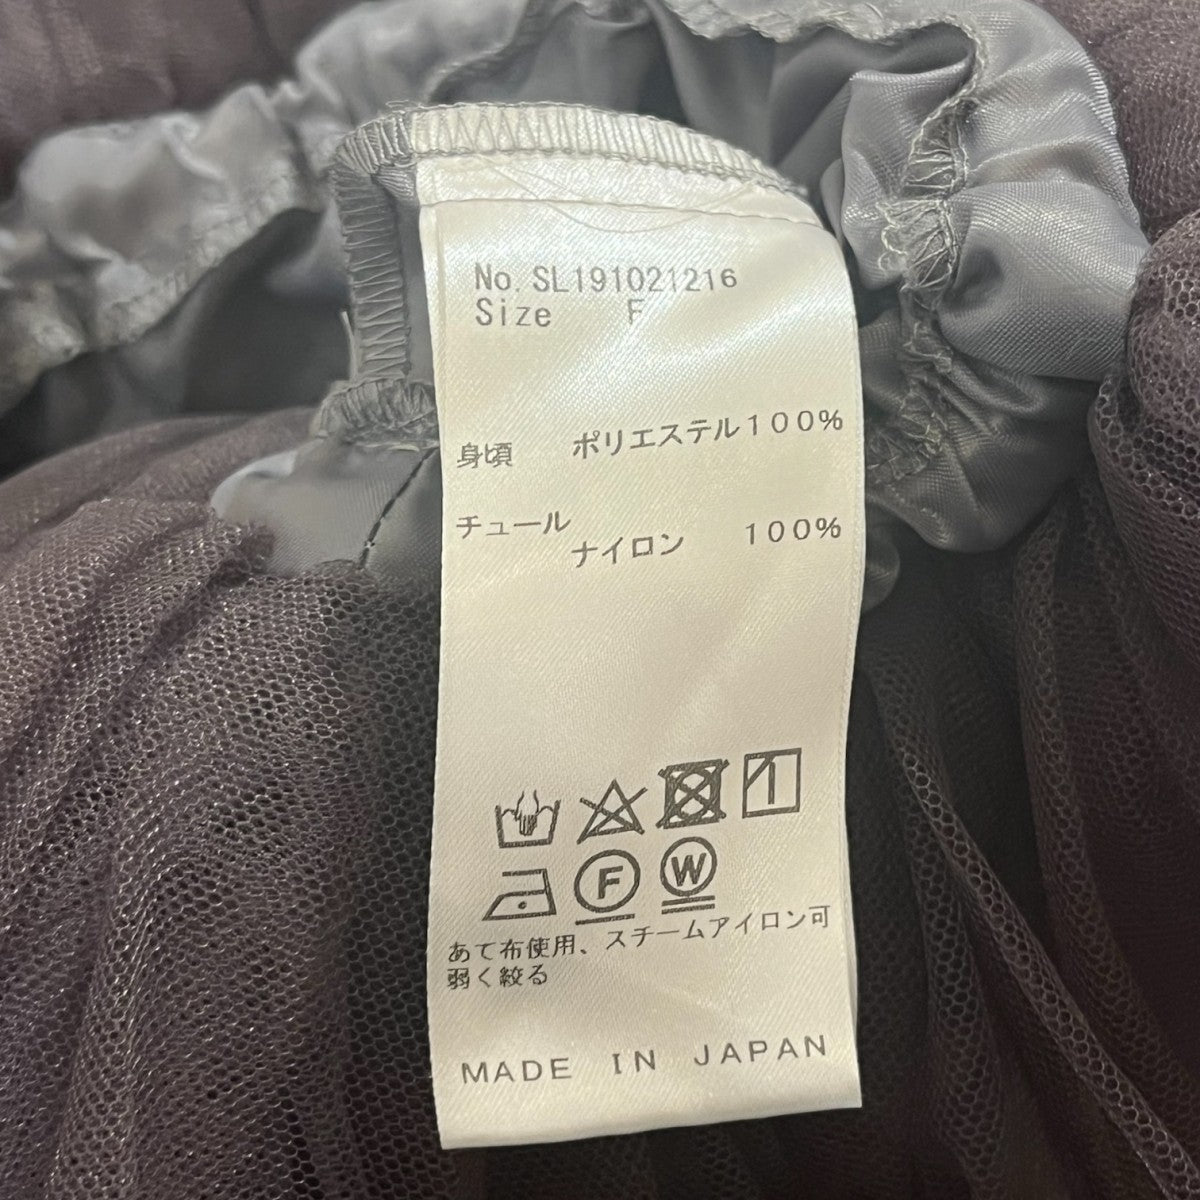 No.SL191021216
Size F
身頃 ポリエステル100%
チュール
ナイロン 100%
F W
あて布使用、スチームアイロン可
弱く絞る
MADE IN JAPAN